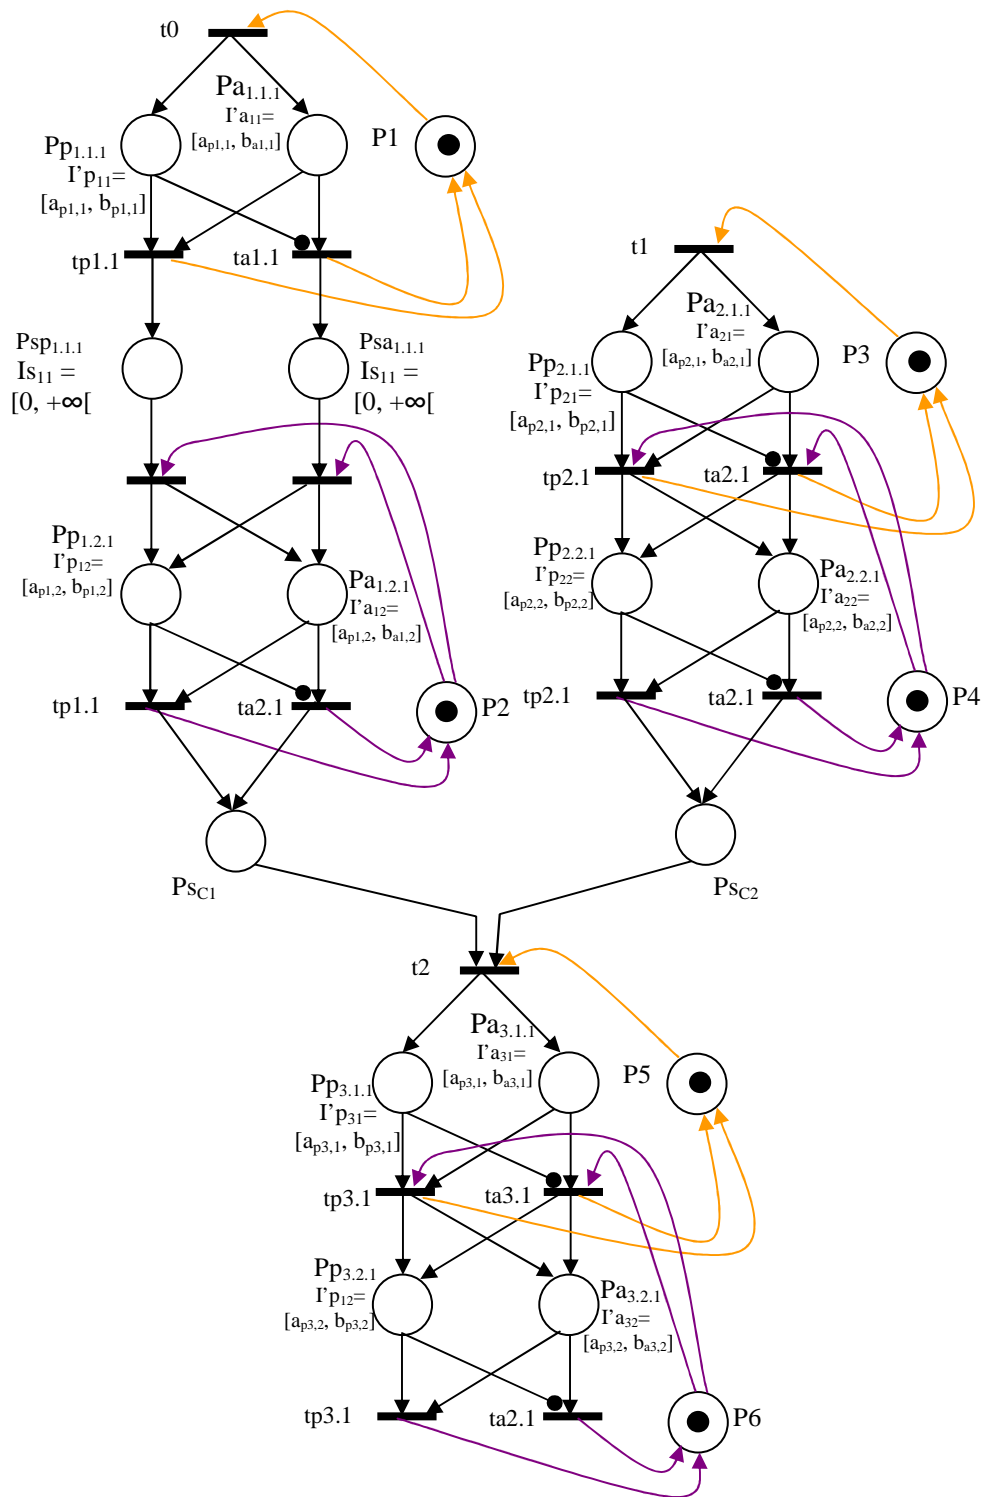 t0
Pa1.1.1
I'a11=
[ap1,1, ba1,1]
P1
Pp1.1.1
I'p11=
[ap1,1, bp1,1]
tp1.1
ta1.1
Psp1.1.1
Is11 =
[0, +∞[
Psa1.1.1
Is11 =
[0, +∞[
Pp1.2.1
I'p12=
[ap1,2, bp1,2]
Pa1.2.1
I'a12=
[ap1,2, ba1,2]
tp1.1
ta2.1
P2
PsC1
t1
Pa2.1.1
I'a21=
[ap2,1, ba2,1]
P3
Pp2.1.1
I'p21=
[ap2,1, bp2,1]
tp2.1
ta2.1
Pp2.2.1
I'p22=
[ap2,2, bp2,2]
Pa2.2.1
I'a22=
[ap2,2, ba2,2]
tp2.1
ta2.1
P4
PsC2
t2
Pa3.1.1
I'a31=
[ap3,1, ba3,1]
P5
Pp3.1.1
I'p31=
[ap3,1, bp3,1]
tp3.1
ta3.1
Pp3.2.1
I'p12=
[ap3,2, bp3,2]
Pa3.2.1
I'a32=
[ap3,2, ba3,2]
tp3.1
ta2.1
P6